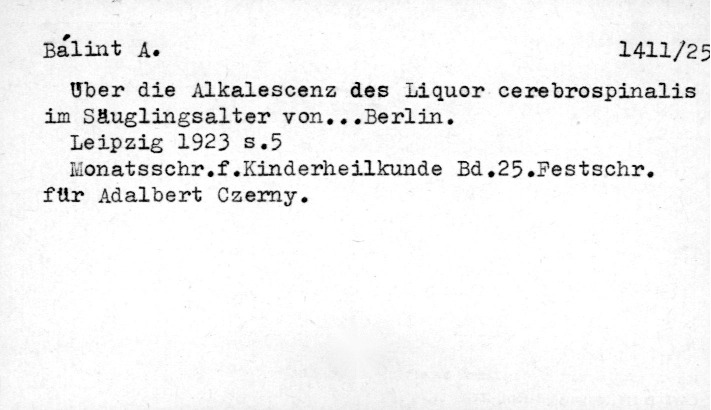 Bálint A. 1411/25
Über die Alkalescenz des Liquor cerebrospinalis
im Säuglingsalter von...Berlin.
Leipzig 1923 s.5
Monatsschr.f.Kinderheilkunde Bd.25.Festschr.
für Adalbert Czerny.